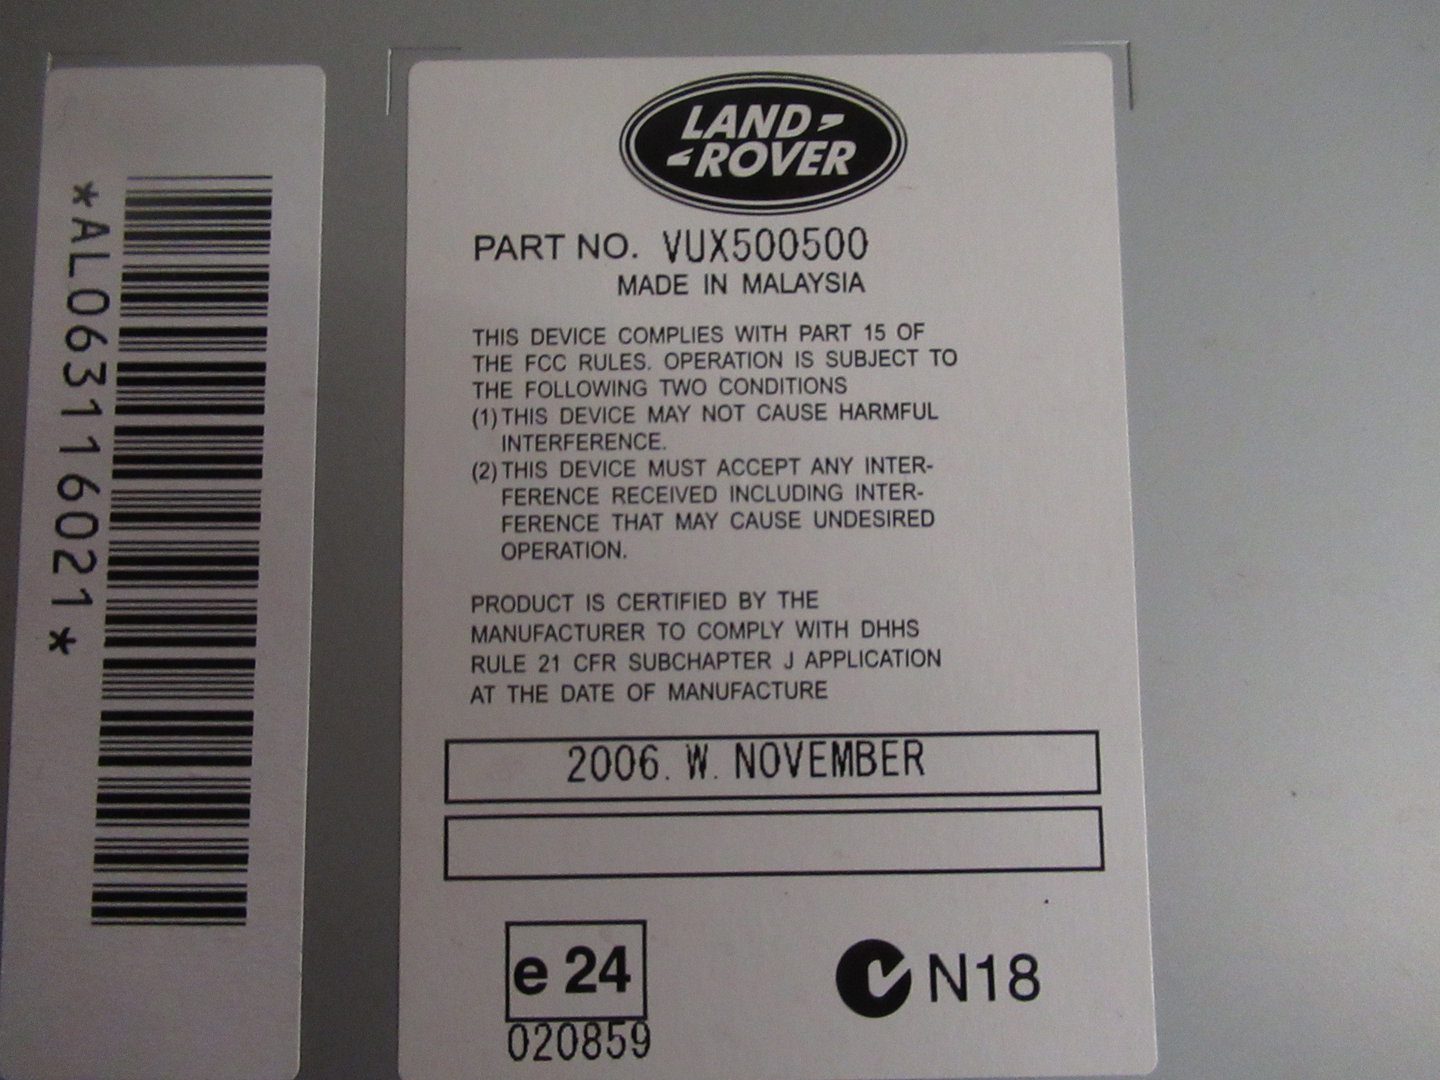 *AL063116021*
LAND
ROVER
PART NO. VUX500500
MADE IN MALAYSIA
THIS DEVICE COMPLIES WITH PART 15 OF
THE FCC RULES. OPERATION IS SUBJECT TO
THE FOLLOWING TWO CONDITIONS
(1) THIS DEVICE MAY NOT CAUSE HARMFUL
INTERFERENCE.
(2) THIS DEVICE MUST ACCEPT ANY INTER-
FERENCE RECEIVED INCLUDING INTER-
FERENCE THAT MAY CAUSE UNDESIRED
OPERATION.
PRODUCT IS CERTIFIED BY THE
MANUFACTURER TO COMPLY WITH DHHS
RULE 21 CFR SUBCHAPTER J APPLICATION
AT THE DATE OF MANUFACTURE
2006. W. NOVEMBER
e 24
020859
N18